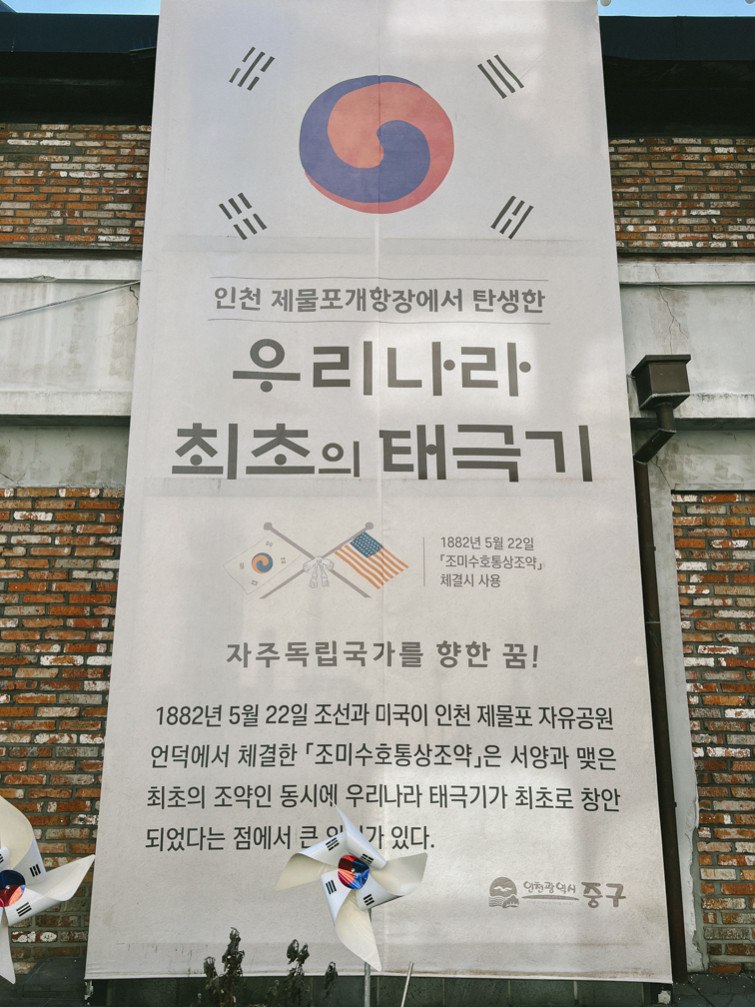 인천 제물포개항장에서 탄생한
우리나라
최초의 태극기
1882년 5월 22일
「조미수호통상조약」
체결시 사용
자주독립국가를 향한 꿈!
1882년 5월 22일 조선과 미국이 인천 제물포 자유공원
언덕에서 체결한 「조미수호통상조약」은 서양과 맺은
최초의 조약인 동시에 우리나라 태극기가 최초로 창안
되었다는 점에서 큰 가 있다.
인천광역시 중구